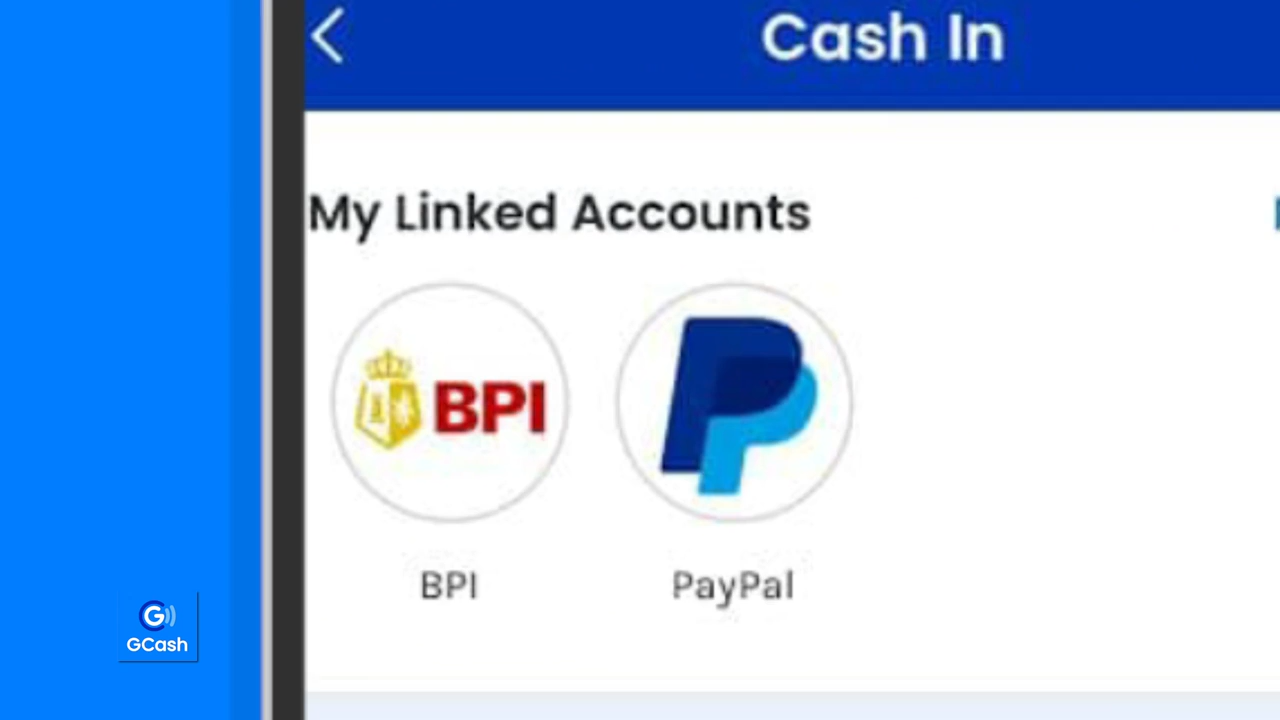 Cash In
My Linked Accounts
BPI
BPI PayPal
GCash